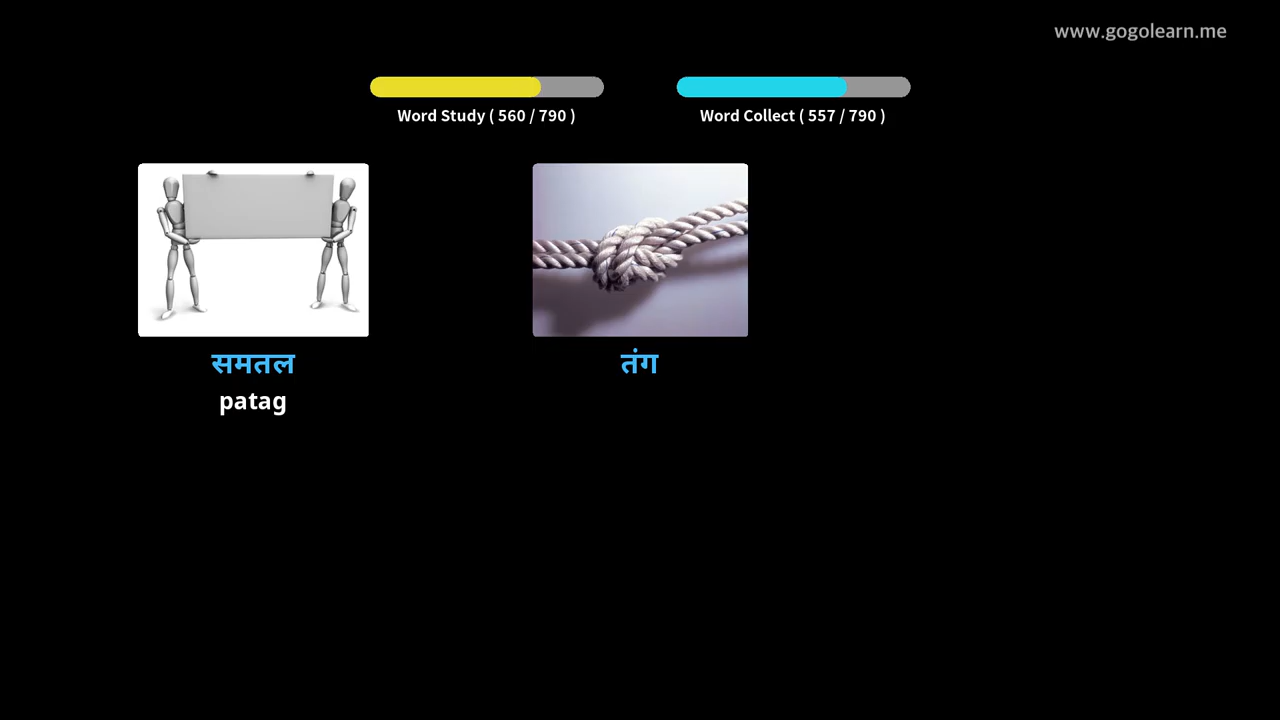 www.gogolearn.me
Word Study ( 560 / 790 )
Word Collect ( 557 / 790 )
समतल
तंग
patag